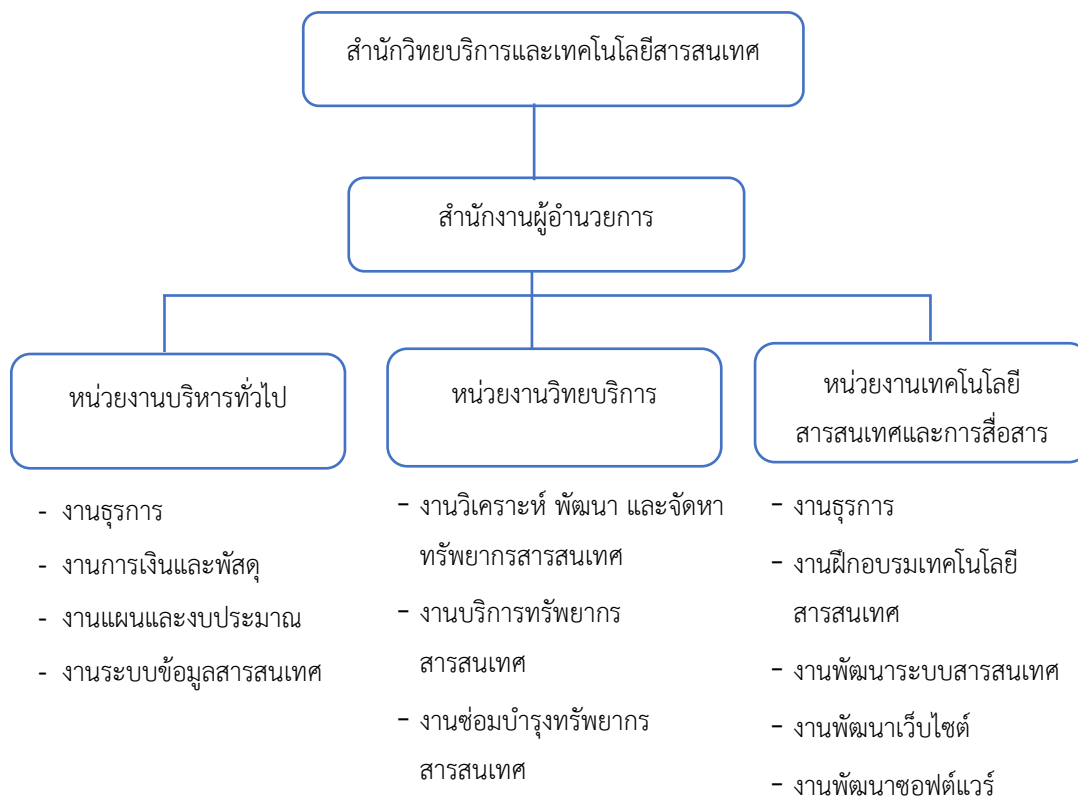 สำนักวิทยบริการและเทคโนโลยีสารสนเทศ
สำนักงานผู้อำนวยการ
หน่วยงานบริหารทั่วไป
- งานธุรการ
- งานการเงินและพัสดุ
- งานแผนและงบประมาณ
- งานระบบข้อมูลสารสนเทศ
หน่วยงานวิทยบริการ
- งานวิเคราะห์ พัฒนา และจัดหา
ทรัพยากรสารสนเทศ
- งานบริการทรัพยากร
สารสนเทศ
- งานซ่อมบำรุงทรัพยากร
สารสนเทศ
หน่วยงานเทคโนโลยี
สารสนเทศและการสื่อสาร
- งานธุรการ
- งานฝึกอบรมเทคโนโลยี
สารสนเทศ
- งานพัฒนาระบบสารสนเทศ
- งานพัฒนาเว็บไซต์
- งานพัฒนาซอฟต์แวร์